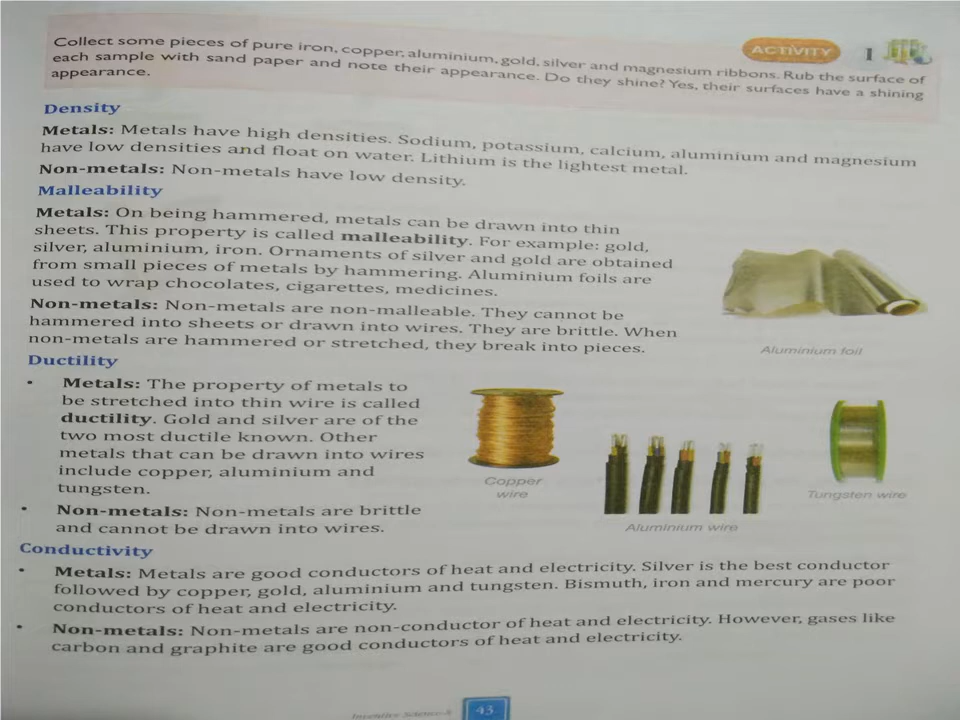 ACTIVITY 1
Collect some pieces of pure iron, copper, aluminium, gold, silver and magnesium ribbons. Rub the surface of
each sample with sand paper and note their appearance. Do they shine? Yes, their surfaces have a shining
appearance.
Density
Metals: Metals have high densities. Sodium, potassium, calcium, aluminium and magnesium
have low densities and float on water. Lithium is the lightest metal.
Non-metals: Non-metals have low density.
Malleability
Metals: On being hammered, metals can be drawn into thin
sheets. This property is called malleability. For example: gold,
silver, aluminium, iron. Ornaments of silver and gold are obtained
from small pieces of metals by hammering. Aluminium foils are
used to wrap chocolates, cigarettes, medicines.
Non-metals: Non-metals are non-malleable. They cannot be
hammered into sheets or drawn into wires. They are brittle. When
non-metals are hammered or stretched, they break into pieces.
Aluminium foil
Ductility
• Metals: The property of metals to
be stretched into thin wire is called
ductility. Gold and silver are of the
two most ductile known. Other
metals that can be drawn into wires
include copper, aluminium and
tungsten.
• Non-metals: Non-metals are brittle
and cannot be drawn into wires.
Copper
wire
Aluminium wire
Tungsten wire
Conductivity
• Metals: Metals are good conductors of heat and electricity. Silver is the best conductor
followed by copper, gold, aluminium and tungsten. Bismuth, iron and mercury are poor
conductors of heat and electricity.
• Non-metals: Non-metals are non-conductor of heat and electricity. However, gases like
carbon and graphite are good conductors of heat and electricity.
43